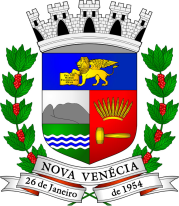 NOVA VENÉCIA
26 de Janeiro de 1954